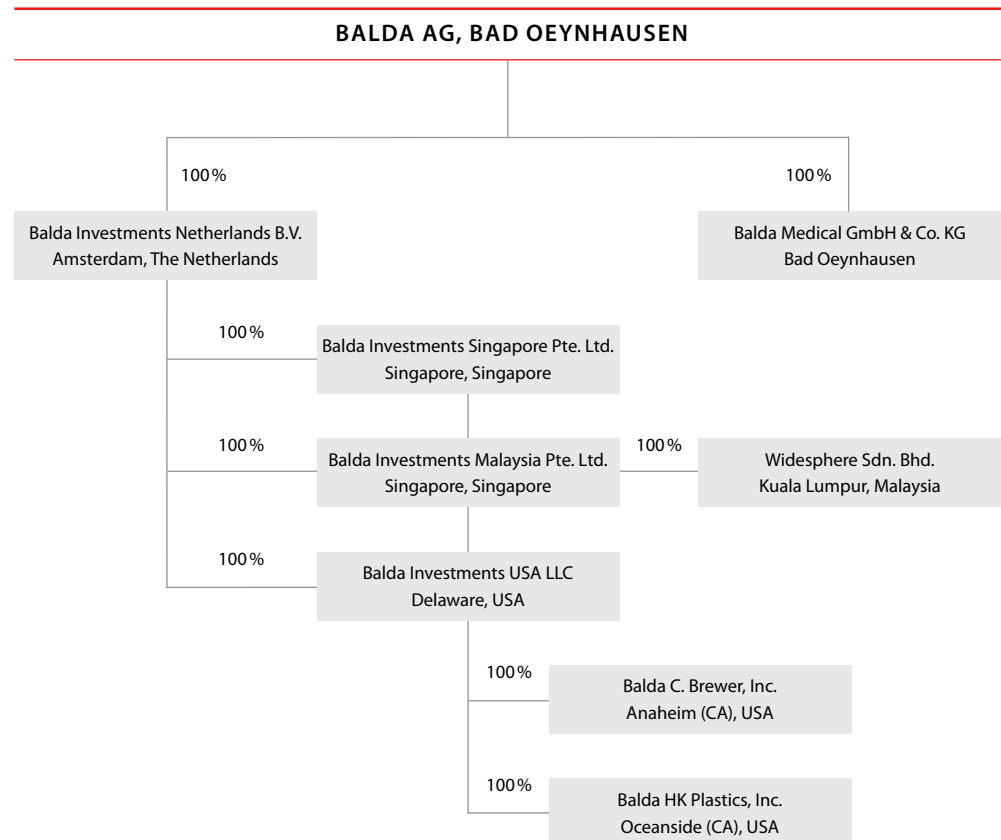 BALDA AG, BAD OEYNHAUSEN
100 %
100 %
Balda Investments Netherlands B.V.
Amsterdam, The Netherlands
Balda Medical GmbH & Co. KG
Bad Oeynhausen
100 %
Balda Investments Singapore Pte. Ltd.
Singapore, Singapore
100 %
Balda Investments Malaysia Pte. Ltd.
Singapore, Singapore
100 %
Widesphere Sdn. Bhd.
Kuala Lumpur, Malaysia
100 %
Balda Investments USA LLC
Delaware, USA
100 %
Balda C. Brewer, Inc.
Anaheim (CA), USA
100 %
Balda HK Plastics, Inc.
Oceanside (CA), USA